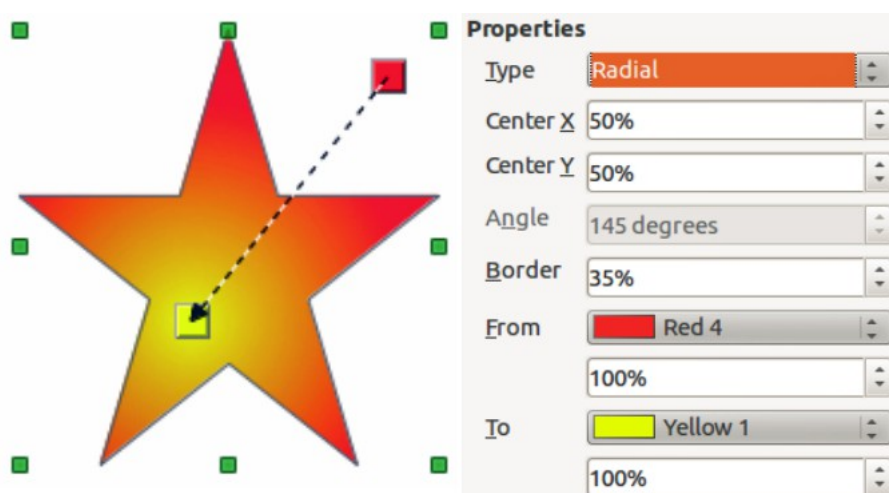 Properties
Type Radial
Center X 50%
Center Y 50%
Angle 145 degrees
Border 35%
From Red 4
100%
To Yellow 1
100%